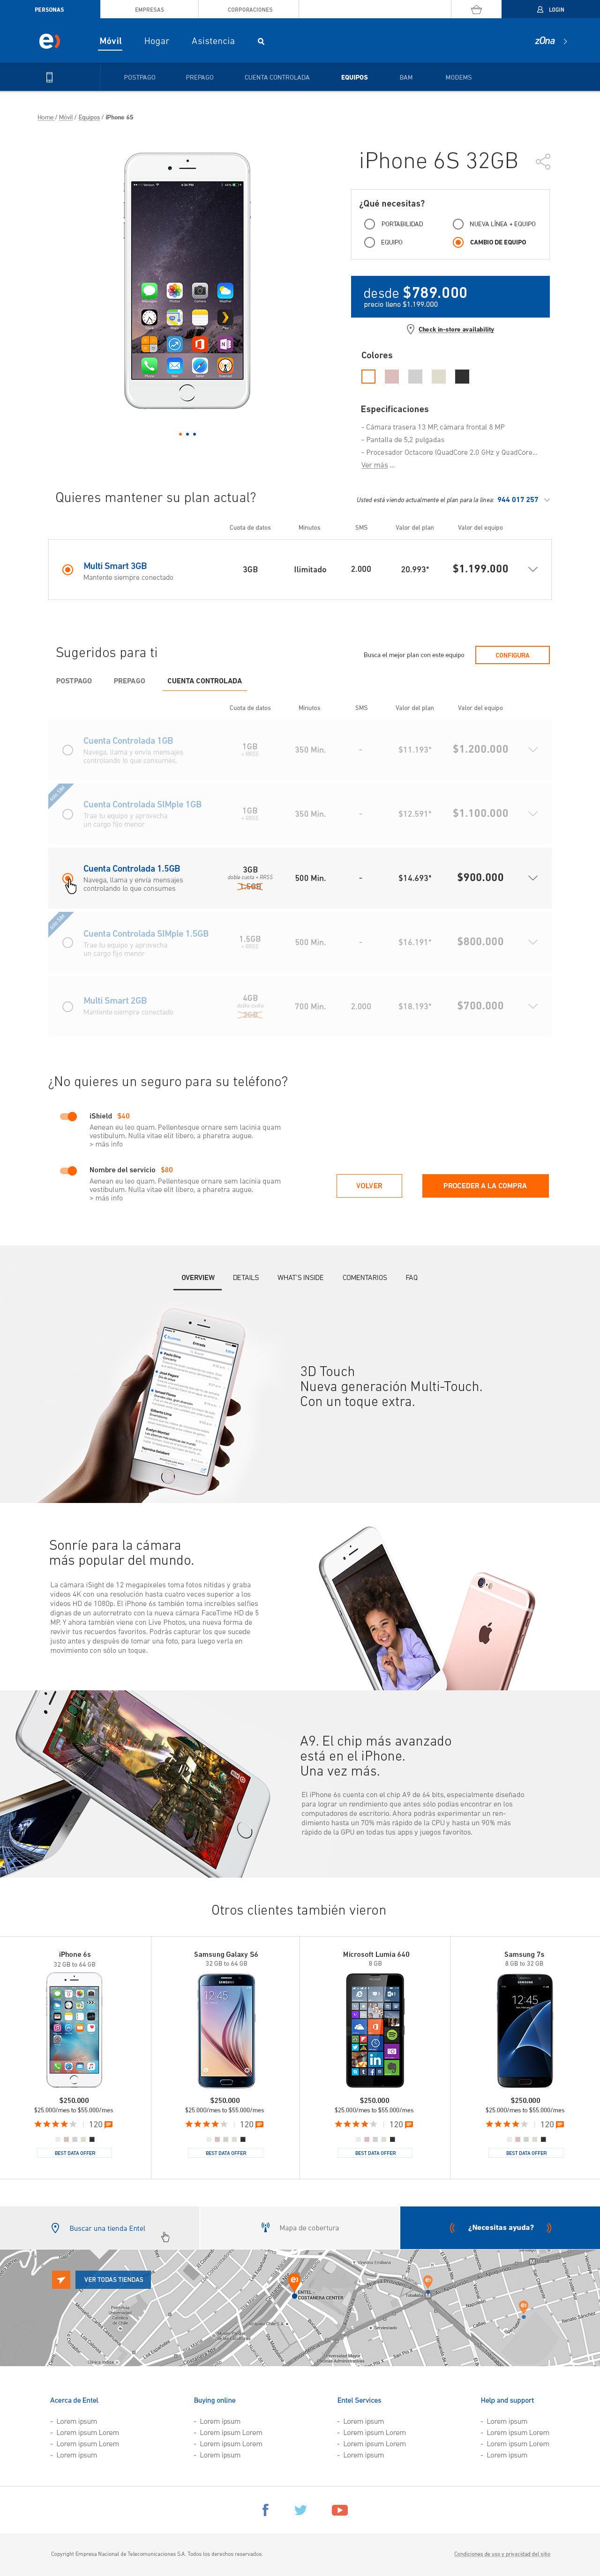 PERSONAS
EMPRESAS
CORPORACIONES
LOGIN
e)
Móvil
Hogar
Asistencia
zOna
POSTPAGO
PREPAGO
CUENTA CONTROLADA
EQUIPOS
BAM
MODEMS
Home / Móvil / Equipos / iPhone 6S
iPhone 6S 32GB
¿Qué necesitas?
PORTABILIDAD
NUEVA LÍNEA + EQUIPO
EQUIPO
CAMBIO DE EQUIPO
desde $789.000
precio lleno $1.199.000
Check in-store availability
Colores
Especificaciones
- Cámara trasera 13 MP, cámara frontal 8 MP
- Pantalla de 5,2 pulgadas
- Procesador Octacore (QuadCore 2.0 GHz y QuadCore...
Ver más ...
Quieres mantener su plan actual?
Usted está viendo actualmente el plan para la línea: 944 017 257
Cuota de datos
Minutos
SMS
Valor del plan
Valor del equipo
Multi Smart 3GB
Mantente siempre conectado
3GB
Ilimitado
2.000
20.993*
$1.199.000
Sugeridos para ti
Busca el mejor plan con este equipo
CONFIGURA
POSTPAGO
PREPAGO
CUENTA CONTROLADA
Cuota de datos
Minutos
SMS
Valor del plan
Valor del equipo
Cuenta Controlada 1GB
Navega, llama y envía mensajes
controlando lo que consumes.
1GB
+ RRSS
350 Min.
-
$11.193*
$1.200.000
Cuenta Controlada SIMple 1GB
Trae tu equipo y aprovecha
un cargo fijo menor
1GB
+ RRSS
350 Min.
-
$12.591*
$1.100.000
Cuenta Controlada 1.5GB
Navega, llama y envía mensajes
controlando lo que consumes
3GB
doble cuota + RRSS
1.5GB
500 Min.
-
$14.693*
$900.000
Cuenta Controlada SIMple 1.5GB
Trae tu equipo y aprovecha
un cargo fijo menor
1.5GB
+ RRSS
500 Min.
-
$16.191*
$800.000
Multi Smart 2GB
Mantente siempre conectado
4GB
doble cuota
2GB
700 Min.
2.000
$18.193*
$700.000
¿No quieres un seguro para su teléfono?
iShield $40
Aenean eu leo quam. Pellentesque ornare sem lacinia quam
vestibulum. Nulla vitae elit libero, a pharetra augue.
> más info
Nombre del servicio $80
Aenean eu leo quam. Pellentesque ornare sem lacinia quam
vestibulum. Nulla vitae elit libero, a pharetra augue.
> más info
VOLVER
PROCEDER A LA COMPRA
OVERVIEW
DETAILS
WHAT'S INSIDE
COMENTARIOS
FAQ
3D Touch
Nueva generación Multi-Touch.
Con un toque extra.
Sonríe para la cámara
más popular del mundo.
La cámara iSight de 12 megapíxeles toma fotos nítidas y graba
videos 4K con una resolución hasta cuatro veces superior a los
videos HD de 1080p. El iPhone 6s también toma increíbles selfies
dignas de un autorretrato con la nueva cámara FaceTime HD de 5
MP. Y ahora también viene con Live Photos, una nueva forma de
revivir tus recuerdos favoritos. Podrás capturar los que sucede
justo antes y después de tomar una foto, para luego verla en
movimiento con sólo un toque.
A9. El chip más avanzado
está en el iPhone.
Una vez más.
El iPhone 6s cuenta con el chip A9 de 64 bits, especialmente diseñado
para lograr un rendimiento que antes sólo podías encontrar en los
computadores de escritorio. Ahora podrás experimentar un ren-
dimiento hasta un 70% más rápido de la CPU y hasta un 90% más
rápido de la GPU en todas tus apps y juegos favoritos.
Otros clientes también vieron
iPhone 6s
32 GB to 64 GB
$250.000
$25.000/mes to $55.000/mes
120
BEST DATA OFFER
Samsung Galaxy S6
32 GB to 64 GB
$250.000
$25.000/mes to $55.000/mes
120
BEST DATA OFFER
Microsoft Lumia 640
8 GB
$250.000
$25.000/mes to $55.000/mes
120
BEST DATA OFFER
Samsung 7s
8 GB to 32 GB
12:45
$250.000
$25.000/mes to $55.000/mes
120
BEST DATA OFFER
Buscar una tienda Entel
Mapa de cobertura
¿Necesitas ayuda?
VER TODAS TIENDAS
ENTEL -
COSTANERA CENTER
Acerca de Entel
- Lorem ipsum
- Lorem ipsum Lorem
- Lorem ipsum Lorem
- Lorem ipsum
Buying online
- Lorem ipsum
- Lorem ipsum Lorem
- Lorem ipsum Lorem
- Lorem ipsum
Entel Services
- Lorem ipsum
- Lorem ipsum Lorem
- Lorem ipsum Lorem
- Lorem ipsum
Help and support
- Lorem ipsum
- Lorem ipsum Lorem
- Lorem ipsum Lorem
- Lorem ipsum
Copyright Empresa Nacional de Telecomunicaciones S.A. Todos los derechos reservados.
Condiciones de uso y privacidad del sitio